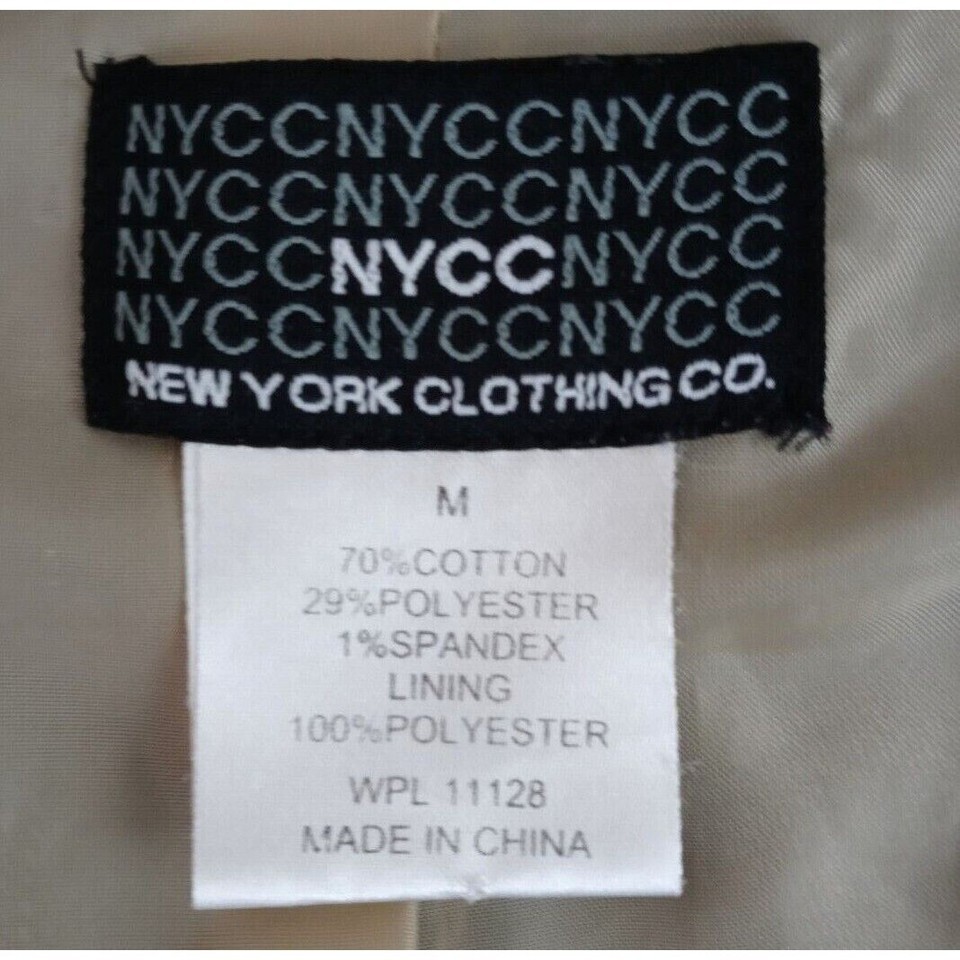 NYCCNYCCNYCC
NYCCNYCCNYCC
NYCCNYCCNYCC
NYCCNYCCNYCC
NEW YORK CLOTHING CO.
M
70%COTTON
29%POLYESTER
1%SPANDEX
LINING
100%POLYESTER
WPL 11128
MADE IN CHINA